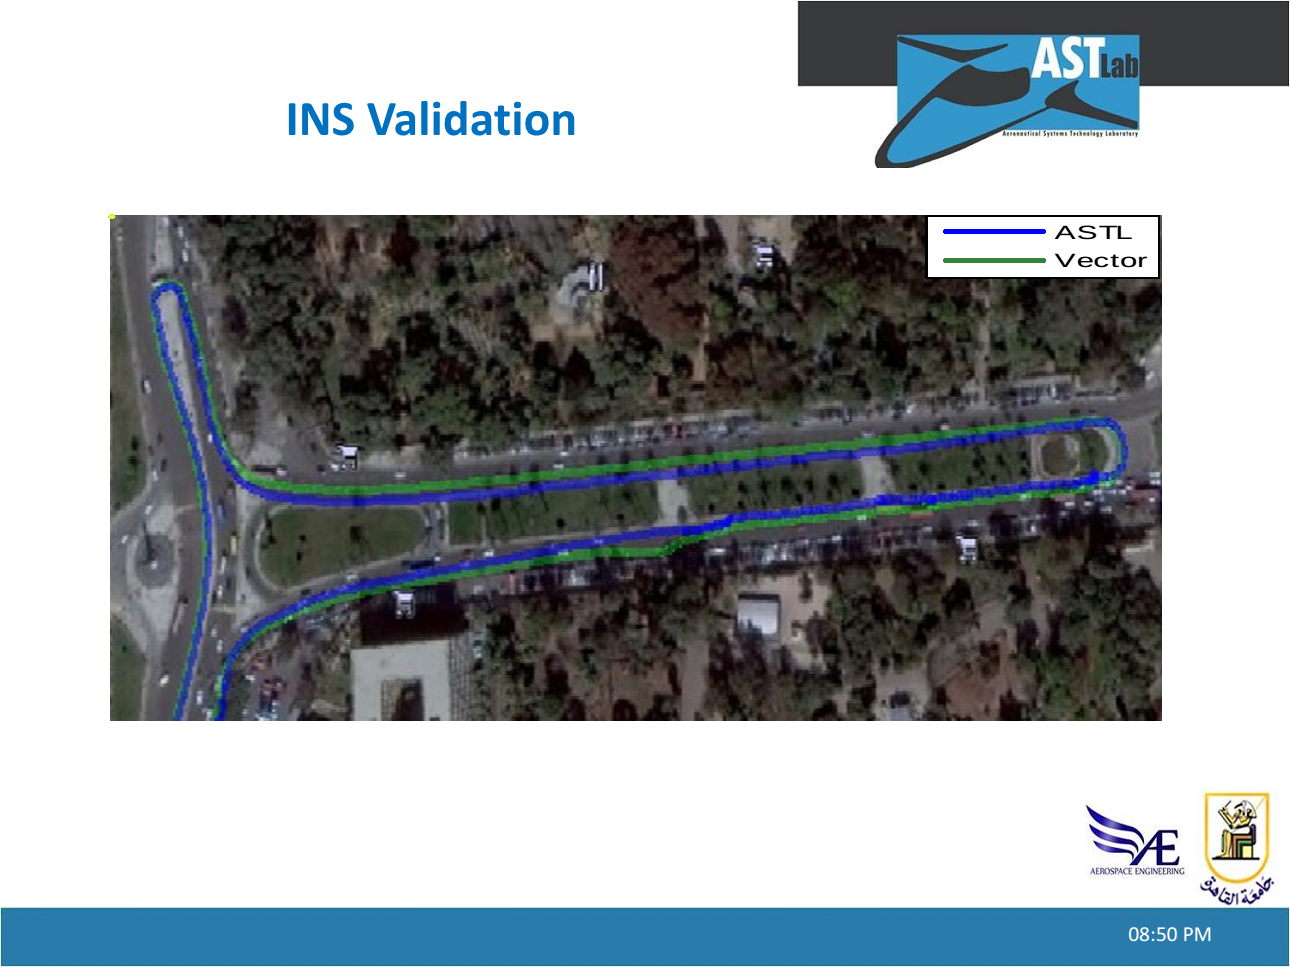 ASTLab
Aeronautical Systems Technology Laboratory
INS Validation
ASTL
Vector
AE
AEROSPACE ENGINEERING
جامعة القاهرة
08:50 PM